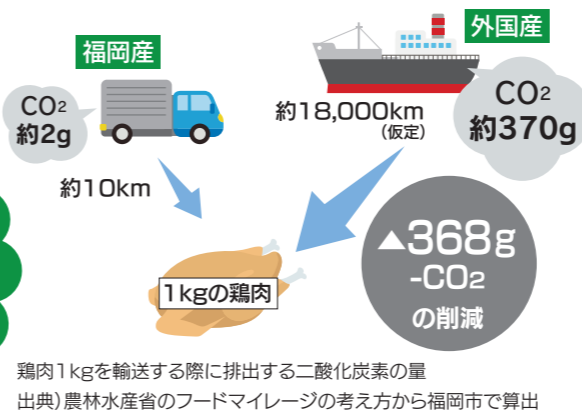 福岡産
外国産
CO2
約2g
CO2
約370g
約18,000km
(仮定)
約10km
▲368g
-CO2
の削減
1kgの鶏肉
鶏肉1kgを輸送する際に排出する二酸化炭素の量
出典)農林水産省のフードマイレージの考え方から福岡市で算出